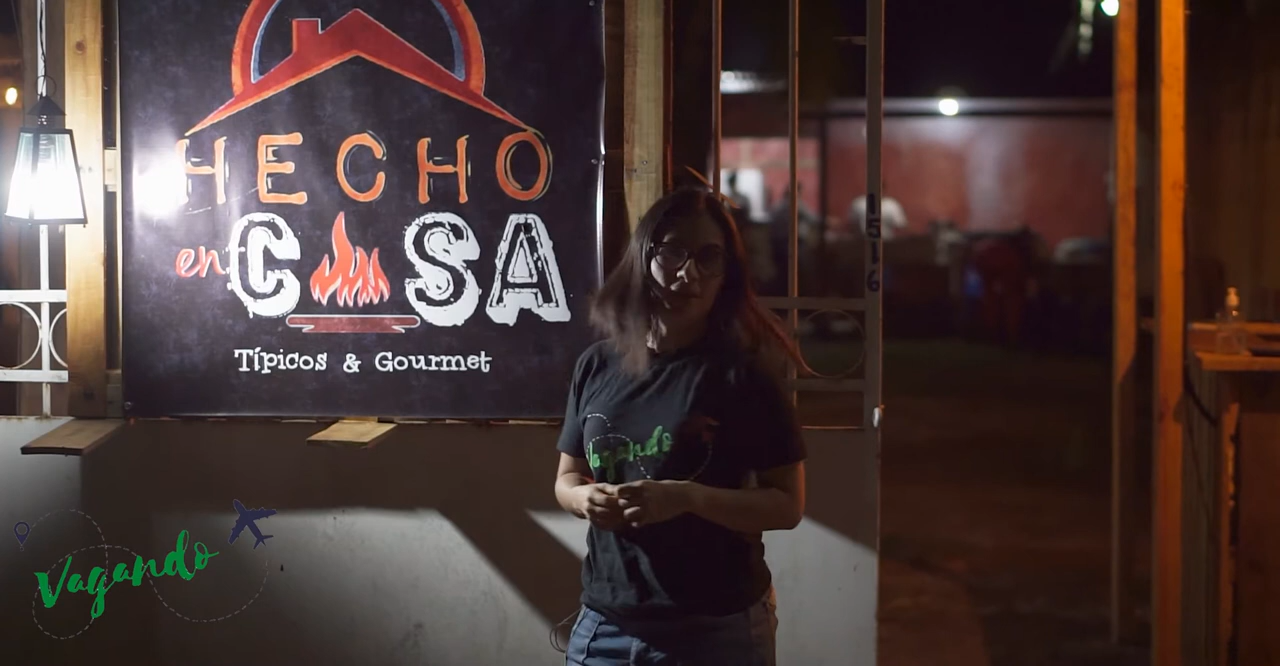 HECHO
en CASA
Típicos & Gourmet
1516
Vagando
Vagando